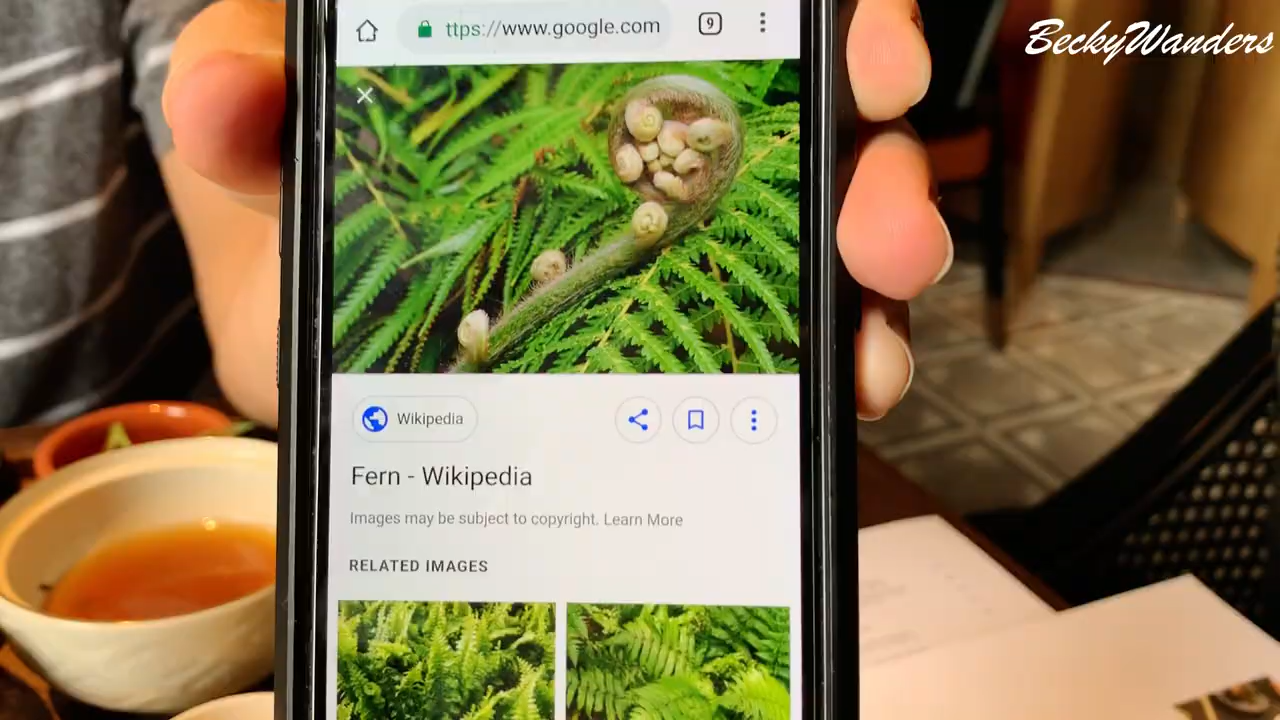 BeckyWanders
ttps://www.google.com
9
Wikipedia
Fern - Wikipedia
Images may be subject to copyright. Learn More
RELATED IMAGES